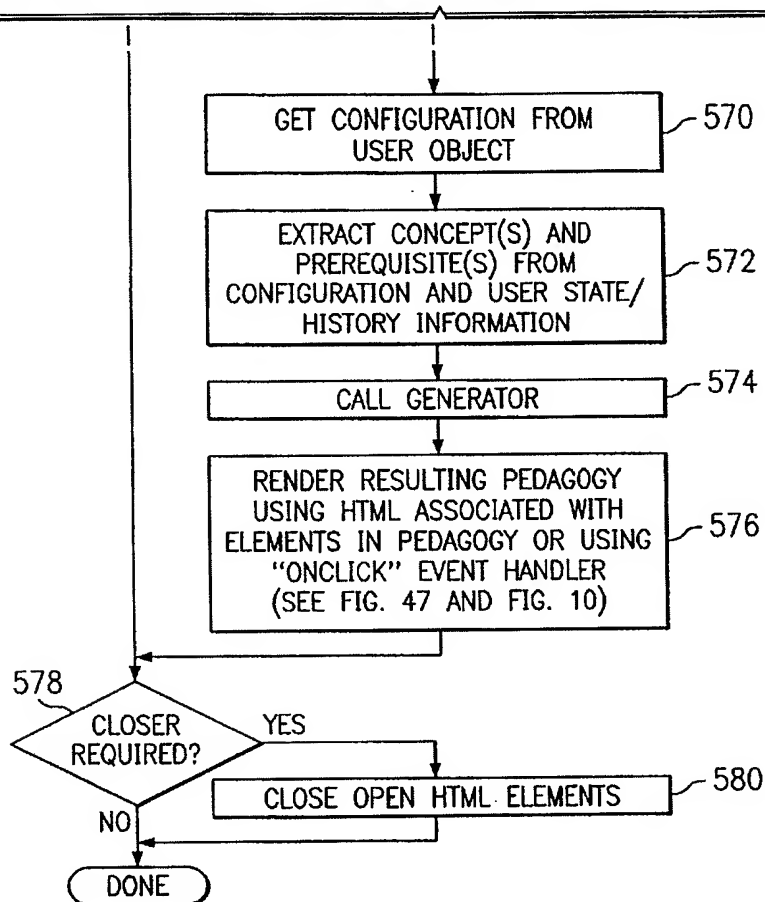 GET CONFIGURATION FROM
USER OBJECT
570
EXTRACT CONCEPT(S) AND
PREREQUISITE(S) FROM
CONFIGURATION AND USER STATE/
HISTORY INFORMATION
572
CALL GENERATOR
574
RENDER RESULTING PEDAGOGY
USING HTML ASSOCIATED WITH
ELEMENTS IN PEDAGOGY OR USING
"ONCLICK" EVENT HANDLER
(SEE FIG. 47 AND FIG. 10)
576
578
CLOSER
REQUIRED?
YES
CLOSE OPEN HTML ELEMENTS
580
NO
DONE